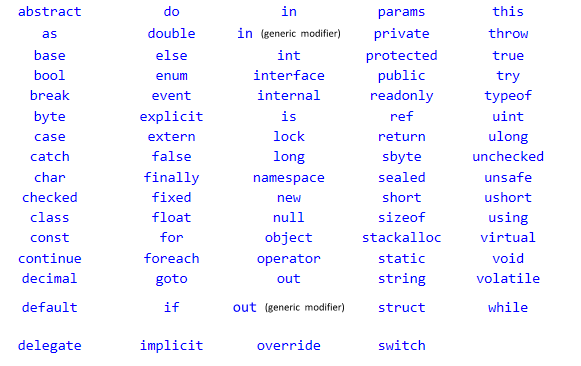 abstract do in params this
as double in (generic modifier) private throw
base else int protected true
bool enum interface public try
break event internal readonly typeof
byte explicit is ref uint
case extern lock return ulong
catch false long sbyte unchecked
char finally namespace sealed unsafe
checked fixed new short ushort
class float null sizeof using
const for object stackalloc virtual
continue foreach operator static void
decimal goto out string volatile
default if out (generic modifier) struct while
delegate implicit override switch